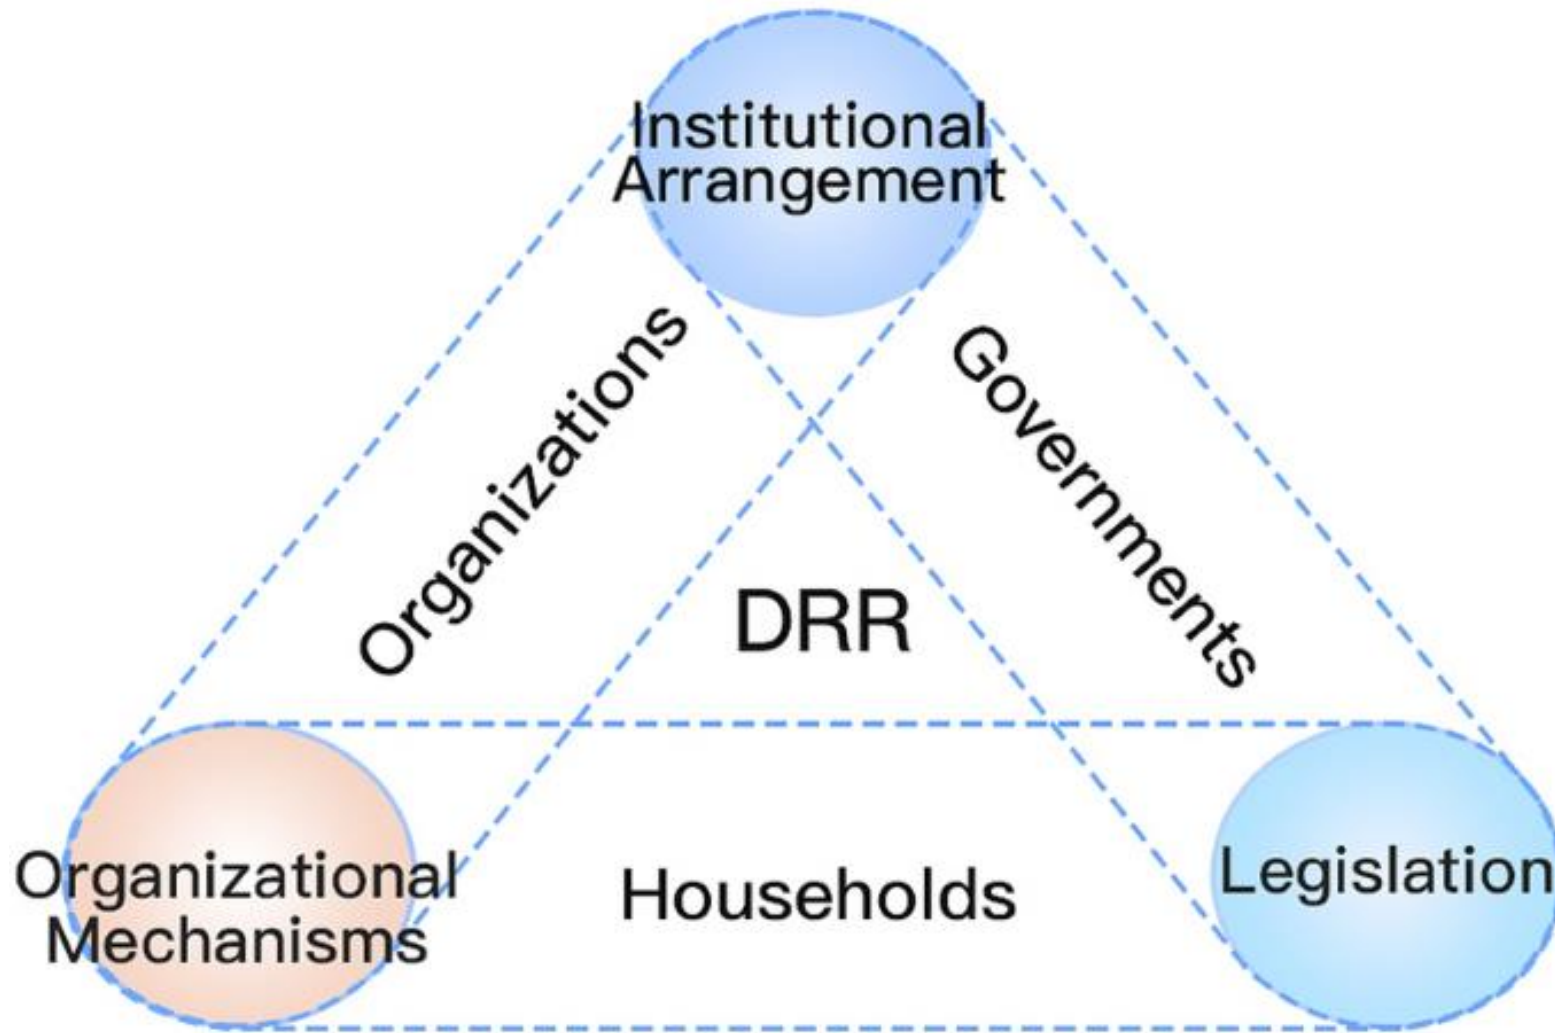 Institutional
Arrangement
Organizations
Governments
DRR
Organizational
Mechanisms
Households
Legislation